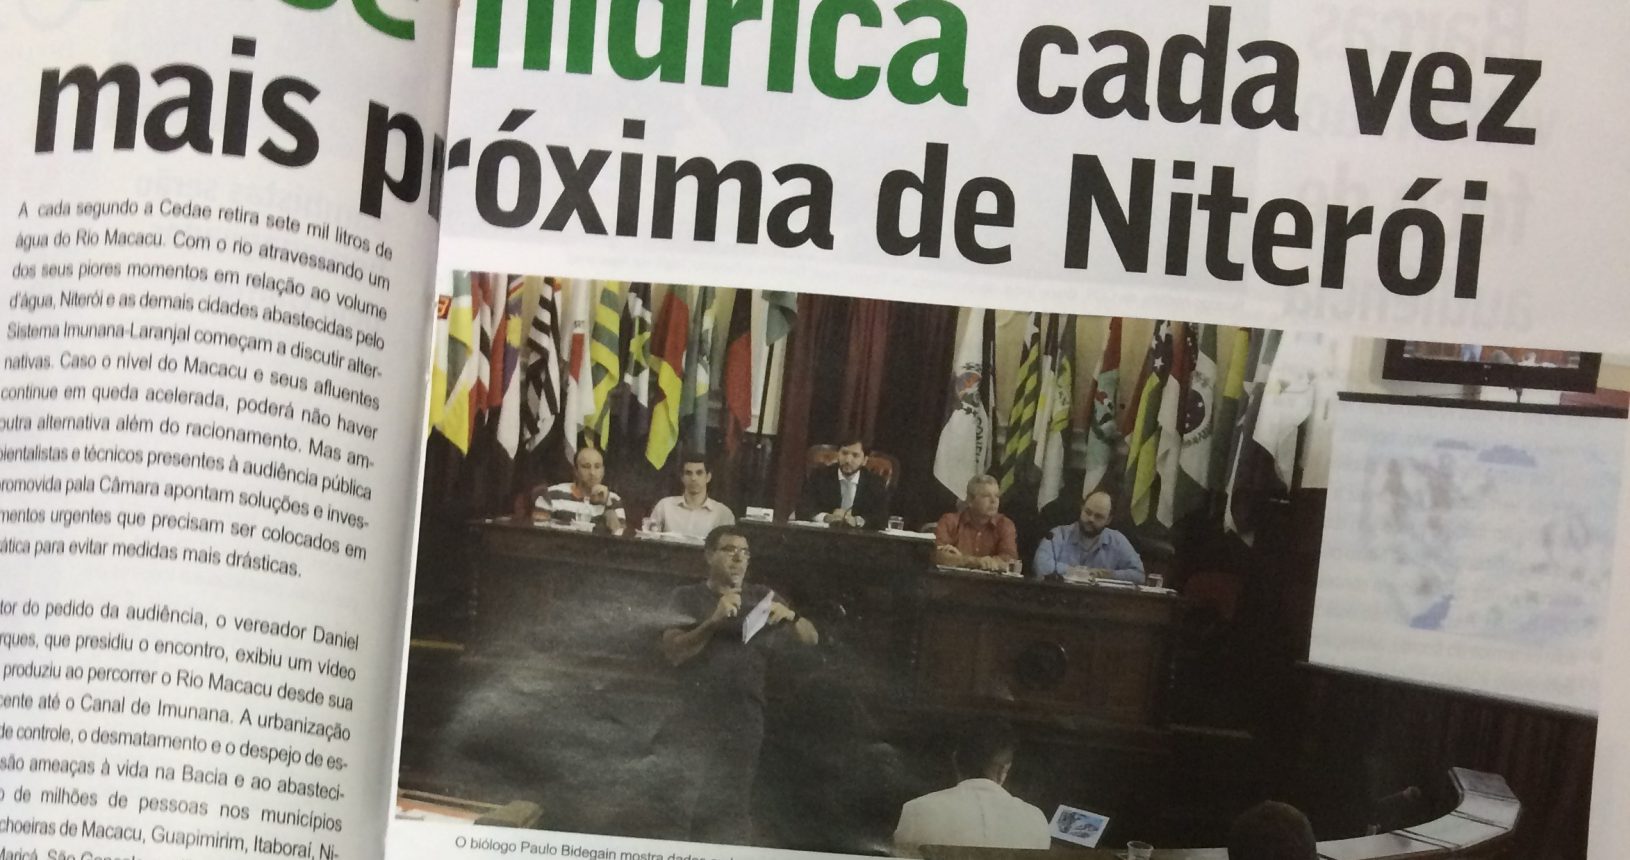 hídrica cada vez
mais próxima de Niterói
A cada segundo a Cedae retira sete mil litros de
água do Rio Macacu. Com o rio atravessando um
dos seus piores momentos em relação ao volume
d'água, Niterói e as demais cidades abastecidas pelo
Sistema Imunana-Laranjal começam a discutir alter-
nativas. Caso o nível do Macacu e seus afluentes
continue em queda acelerada, poderá não haver
outra alternativa além do racionamento. Mas am-
bientalistas e técnicos presentes à audiência pública
promovida pala Câmara apontam soluções e inves-
mentos urgentes que precisam ser colocados em
ática para evitar medidas mais drásticas.
tor do pedido da audiência, o vereador Daniel
rques, que presidiu o encontro, exibiu um vídeo
produziu ao percorrer o Rio Macacu desde sua
cente até o Canal de Imunana. A urbanização
de controle, o desmatamento e o despejo de es-
são ameaças à vida na Bacia e ao abasteci-
o de milhões de pessoas nos municípios
choeiras de Macacu, Guapimirim, Itaboraí, Ni-
Maricá, São
O biólogo Paulo Bidegain mostra dados